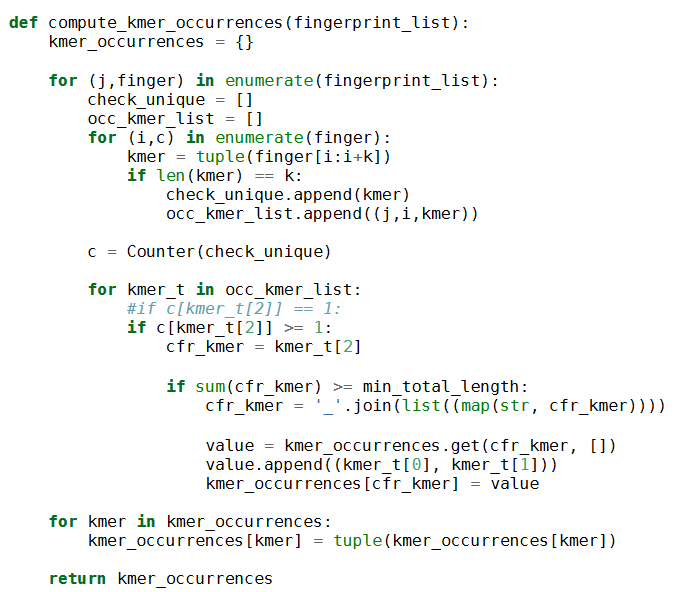 def compute_kmer_occurrences(fingerprint_list):
    kmer_occurrences = {}

    for (j,finger) in enumerate(fingerprint_list):
        check_unique = []
        occ_kmer_list = []
        for (i,c) in enumerate(finger):
            kmer = tuple(finger[i:i+k])
            if len(kmer) == k:
                check_unique.append(kmer)
                occ_kmer_list.append((j,i,kmer))

        c = Counter(check_unique)

        for kmer_t in occ_kmer_list:
            #if c[kmer_t[2]] == 1:
            if c[kmer_t[2]] >= 1:
                cfr_kmer = kmer_t[2]

                if sum(cfr_kmer) >= min_total_length:
                    cfr_kmer = '_'.join(list((map(str, cfr_kmer))))

                    value = kmer_occurrences.get(cfr_kmer, [])
                    value.append((kmer_t[0], kmer_t[1]))
                    kmer_occurrences[cfr_kmer] = value

    for kmer in kmer_occurrences:
        kmer_occurrences[kmer] = tuple(kmer_occurrences[kmer])

    return kmer_occurrences